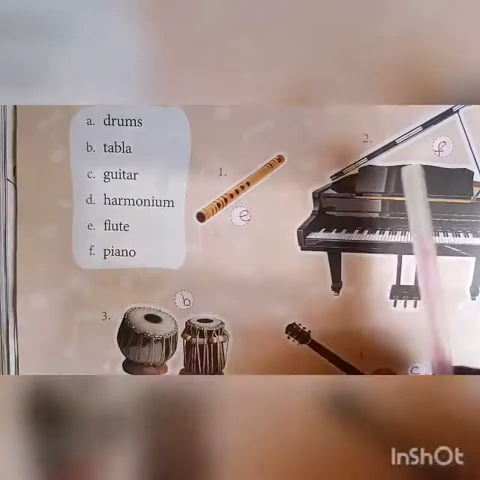 a. drums
b. tabla
c. guitar
d. harmonium
e. flute
f. piano
1.
e
2.
f
3.
b
c
InShOt